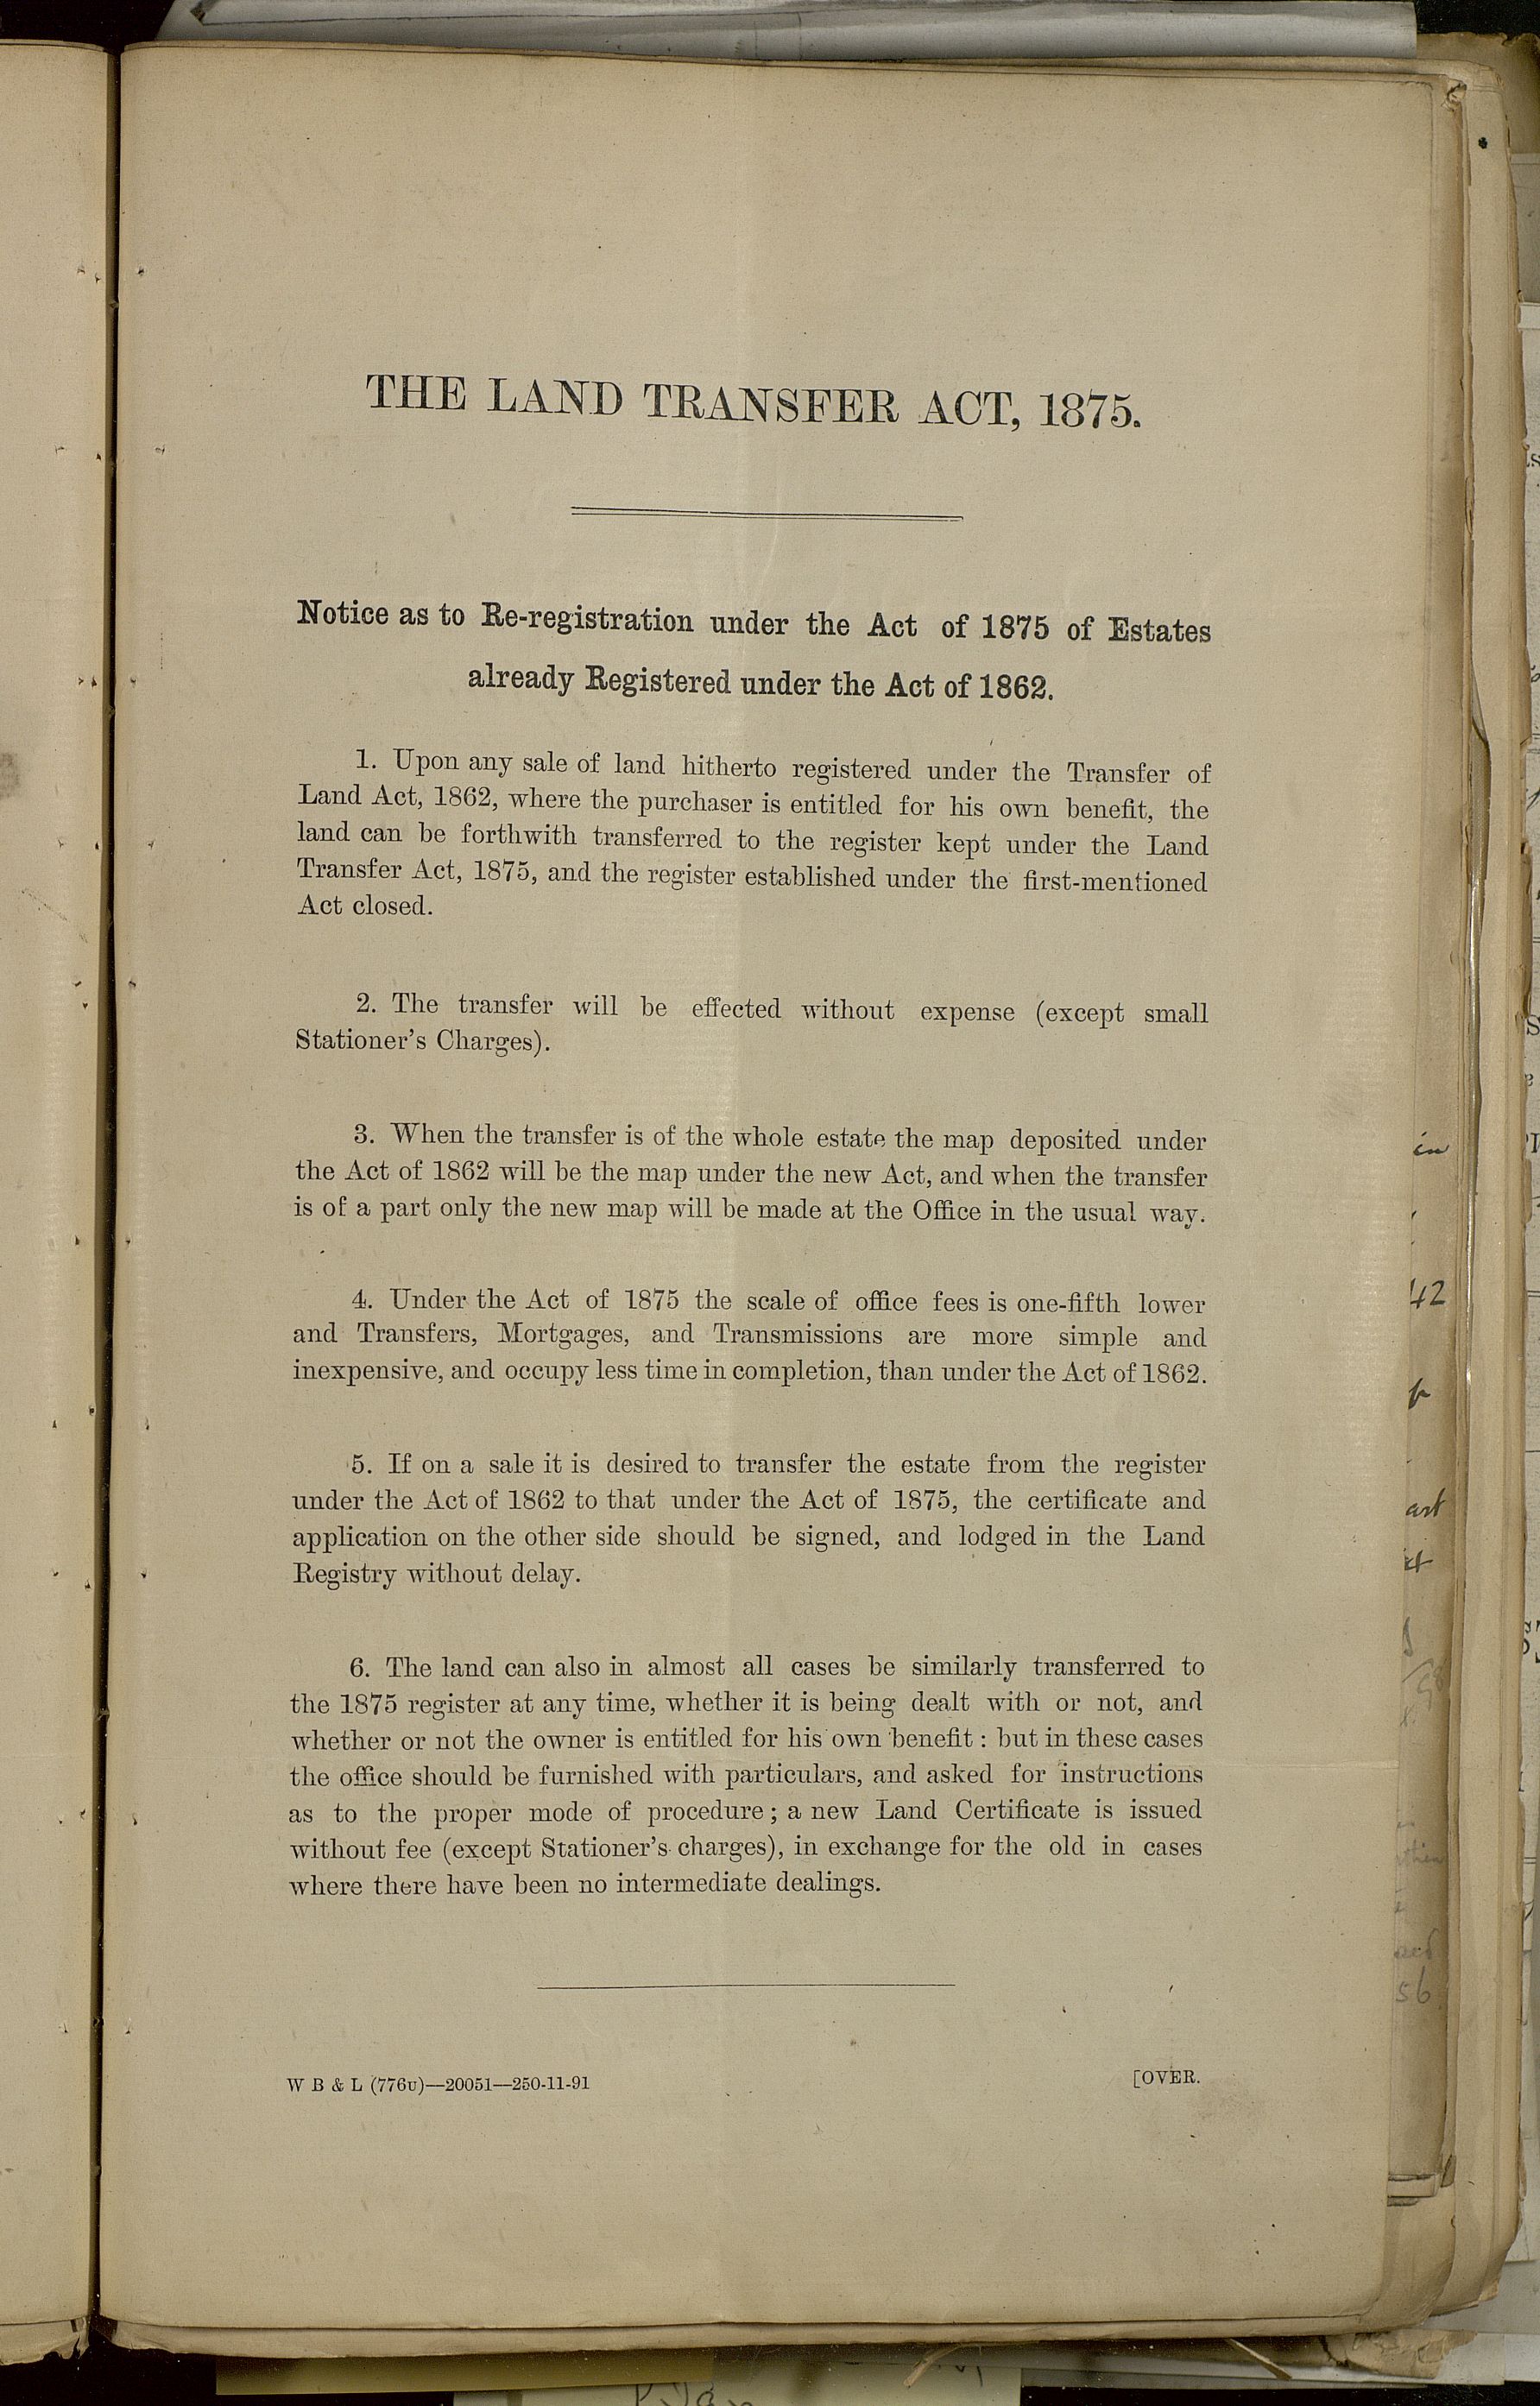 THE LAND TRANSFER ACT, 1875.
Notice as to Re-registration under the Act of 1875 of Estates
already Registered under the Act of 1862.
1. Upon any sale of land hitherto registered under the Transfer of
Land Act, 1862, where the purchaser is entitled for his own benefit, the
land can be forthwith transferred to the register kept under the Land
Transfer Act, 1875, and the register established under the first-mentioned
Act closed.
2. The transfer will be effected without expense (except small
Stationer's Charges).
3. When the transfer is of the whole estate the map deposited under
the Act of 1862 will be the map under the new Act, and when the transfer
is of a part only the new map will be made at the Office in the usual way.
4. Under the Act of 1875 the scale of office fees is one-fifth lower
and Transfers, Mortgages, and Transmissions are more simple and
inexpensive, and occupy less time in completion, than under the Act of 1862.
5. If on a sale it is desired to transfer the estate from the register
under the Act of 1862 to that under the Act of 1875, the certificate and
application on the other side should be signed, and lodged in the Land
Registry without delay.
6. The land can also in almost all cases be similarly transferred to
the 1875 register at any time, whether it is being dealt with or not, and
whether or not the owner is entitled for his own benefit : but in these cases
the office should be furnished with particulars, and asked for instructions
as to the proper mode of procedure ; a new Land Certificate is issued
without fee (except Stationer's charges), in exchange for the old in cases
where there have been no intermediate dealings.
W B & L (776U)—20051—250-11-91
[OVER.
in
42
art
56